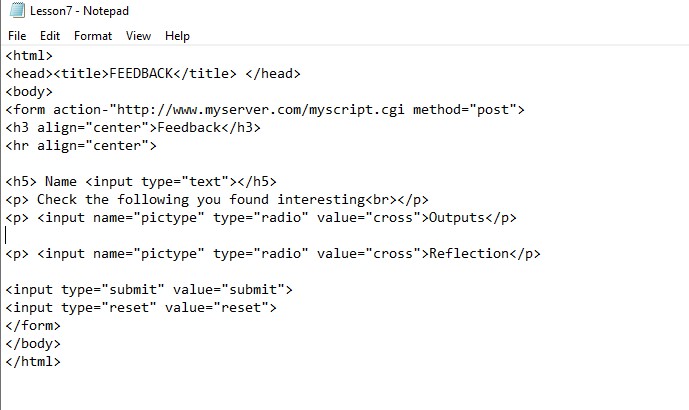 Lesson7 - Notepad
File Edit Format View Help
<html>
<head><title>FEEDBACK</title> </head>
<body>
<form action-"http://www.myserver.com/myscript.cgi method="post">
<h3 align="center">Feedback</h3>
<hr align="center">
<h5> Name <input type="text"></h5>
<p> Check the following you found interesting<br></p>
<p> <input name="pictype" type="radio" value="cross">Outputs</p>
<p> <input name="pictype" type="radio" value="cross">Reflection</p>
<input type="submit" value="submit">
<input type="reset" value="reset">
</form>
</body>
</html>